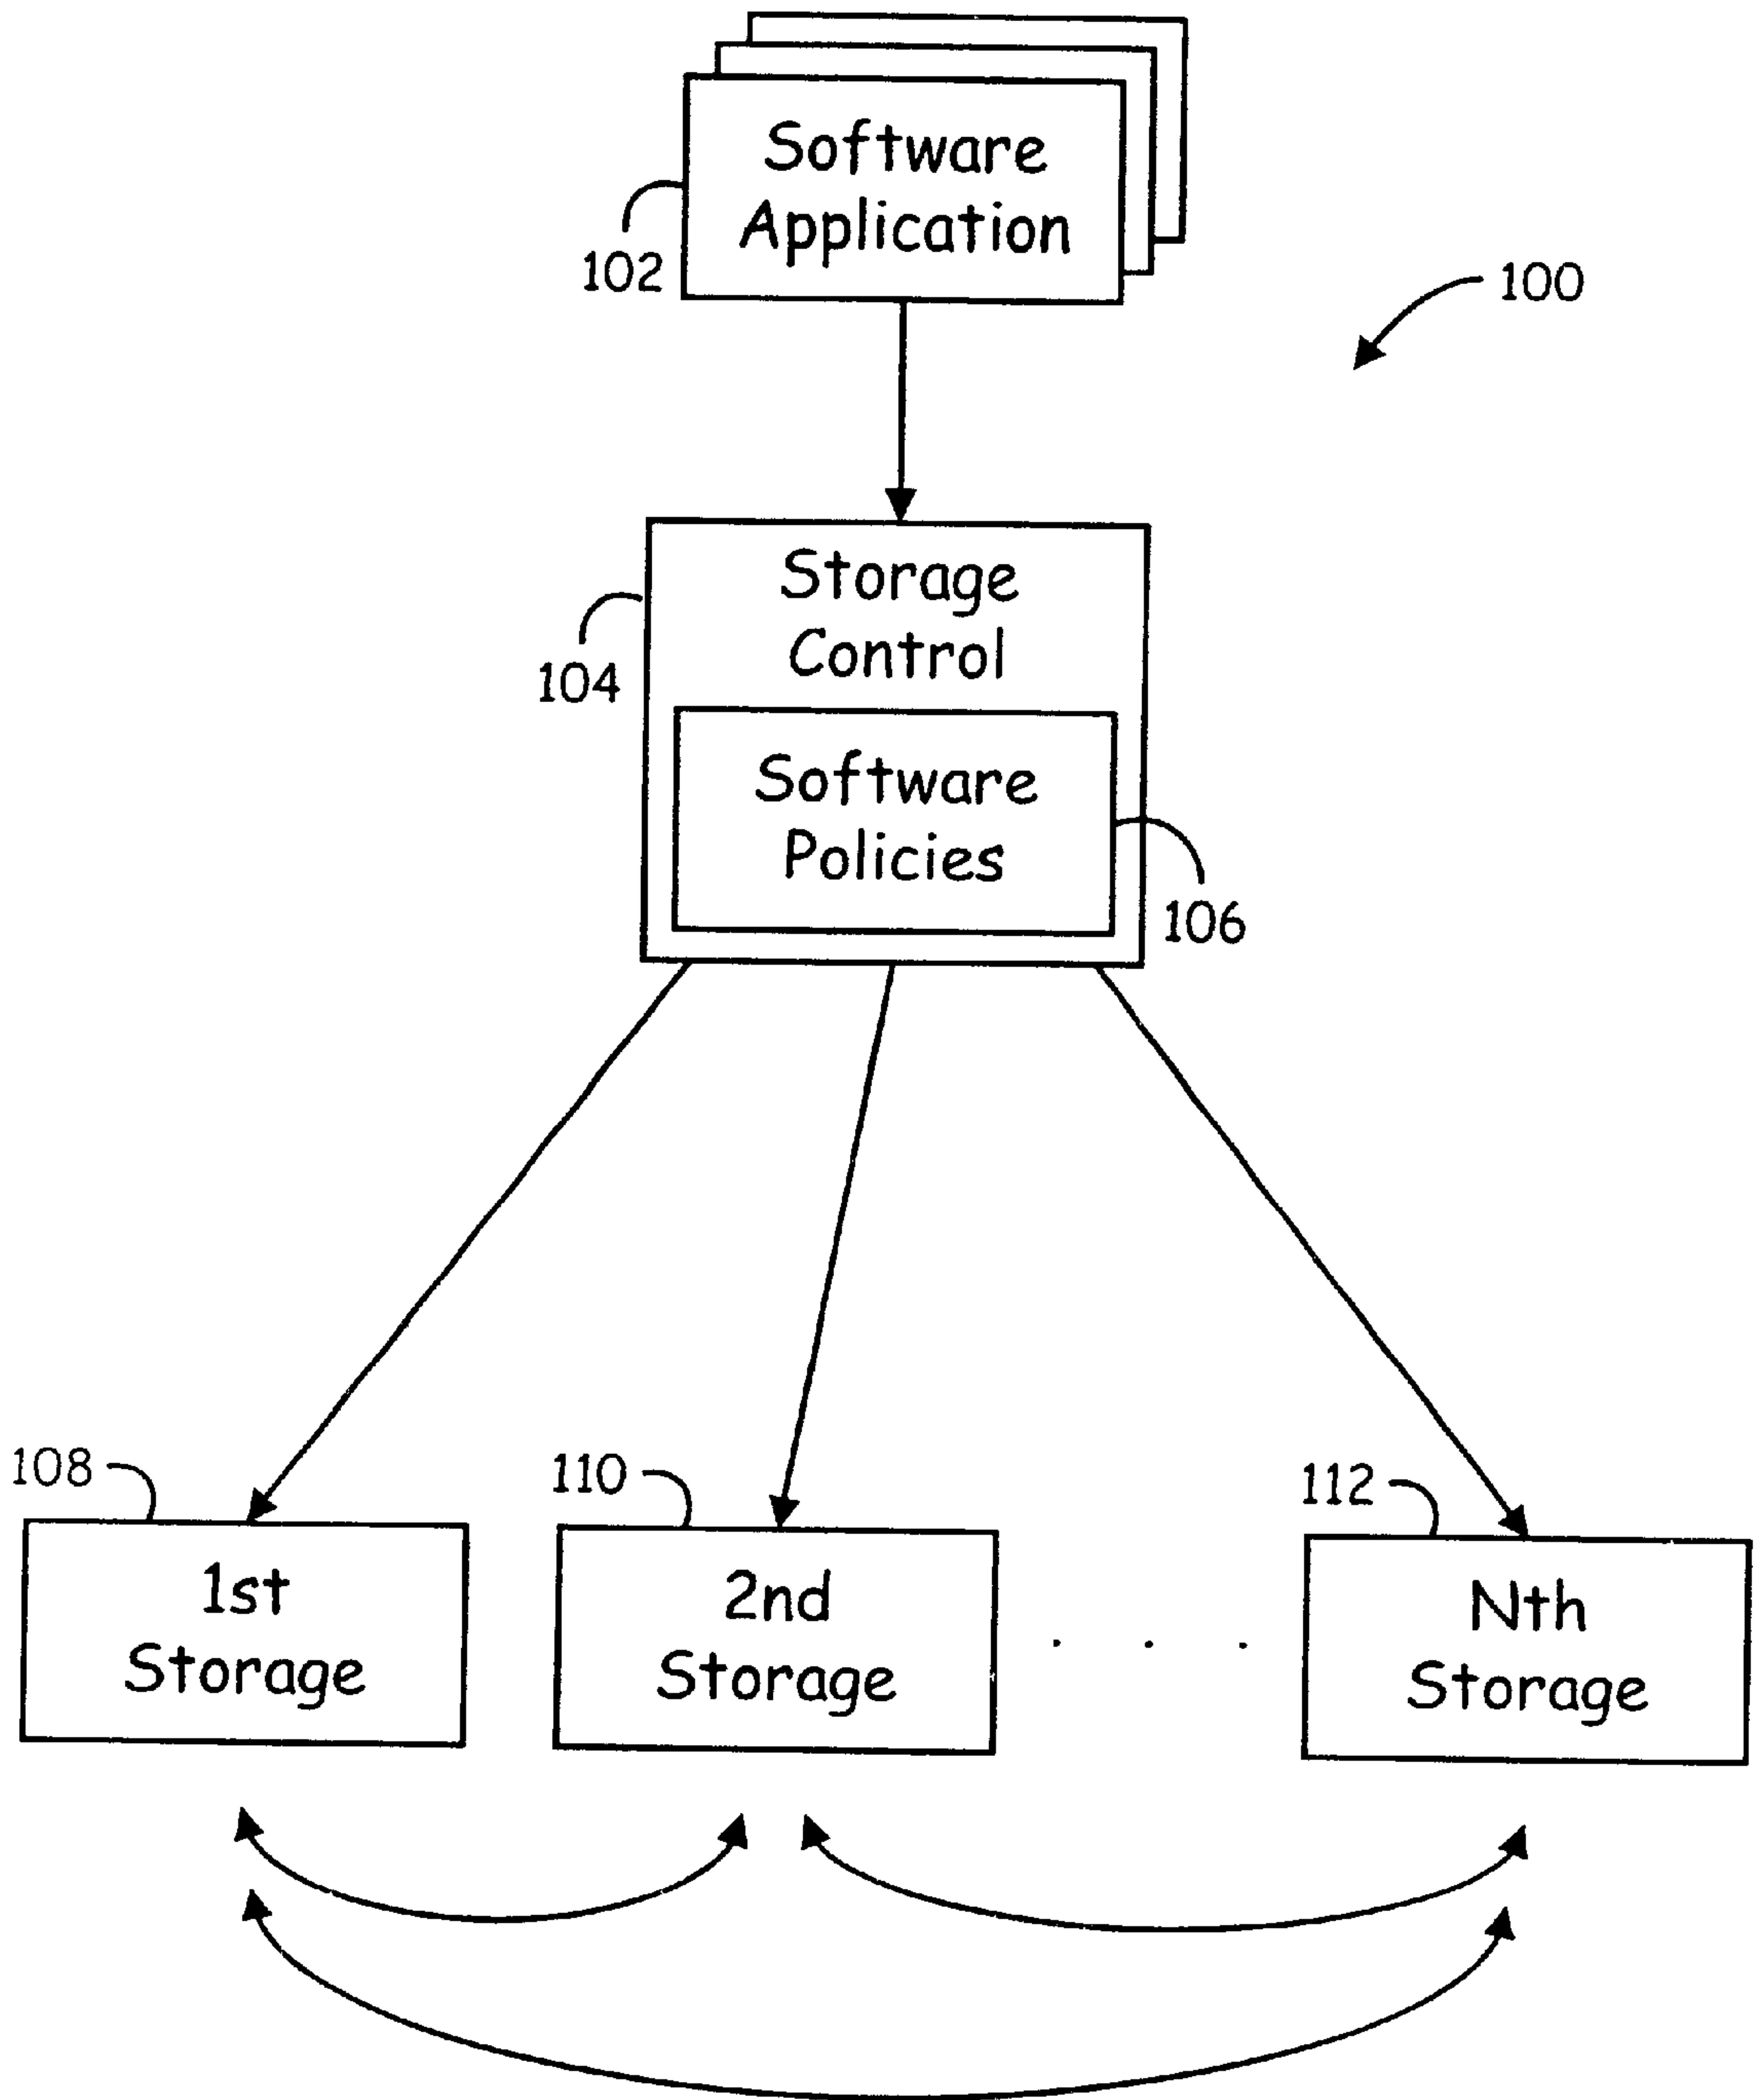 Software
Application
102
100
Storage
Control
104
Software
Policies
106
108
110
112
1st
Storage
2nd
Storage
. . .
Nth
Storage